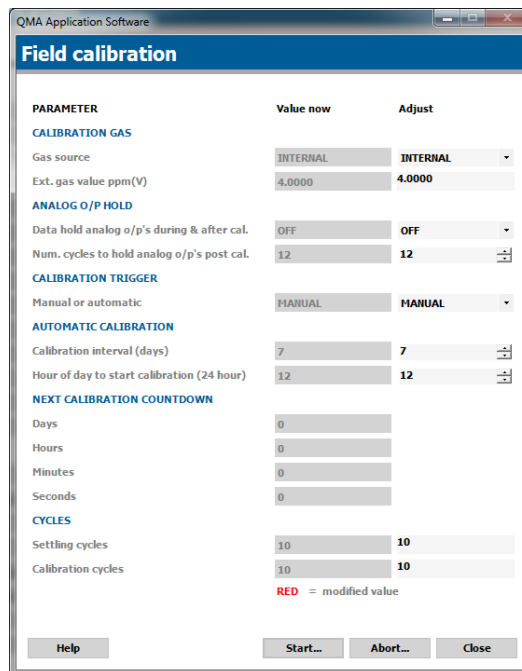 QMA Application Software
Field calibration
PARAMETER Value now Adjust
CALIBRATION GAS
Gas source INTERNAL INTERNAL
Ext. gas value ppm(V) 4.0000 4.0000
ANALOG O/P HOLD
Data hold analog o/p's during & after cal. OFF OFF
Num. cycles to hold analog o/p's post cal. 12 12
CALIBRATION TRIGGER
Manual or automatic MANUAL MANUAL
AUTOMATIC CALIBRATION
Calibration interval (days) 7 7
Hour of day to start calibration (24 hour) 12 12
NEXT CALIBRATION COUNTDOWN
Days 0
Hours 0
Minutes 0
Seconds 0
CYCLES
Settling cycles 10 10
Calibration cycles 10 10
RED = modified value
Help Start... Abort... Close